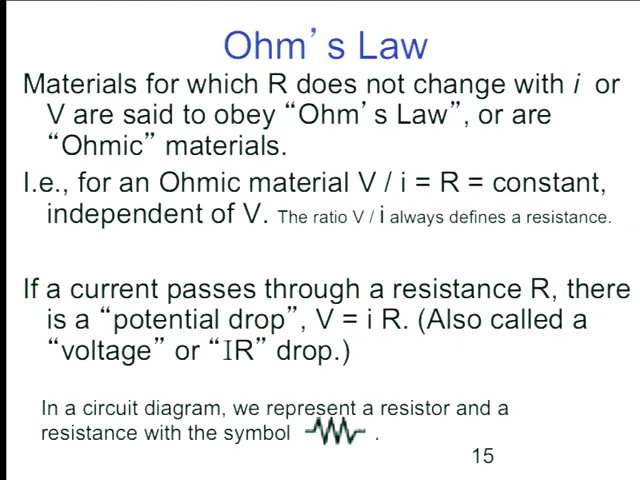 Ohm's Law
Materials for which R does not change with i or
V are said to obey “Ohm's Law”, or are
“Ohmic” materials.
I.e., for an Ohmic material V / i = R = constant,
independent of V. The ratio V / i always defines a resistance.
If a current passes through a resistance R, there
is a “potential drop”, V = i R. (Also called a
“voltage” or “IR” drop.)
In a circuit diagram, we represent a resistor and a
resistance with the symbol .
15